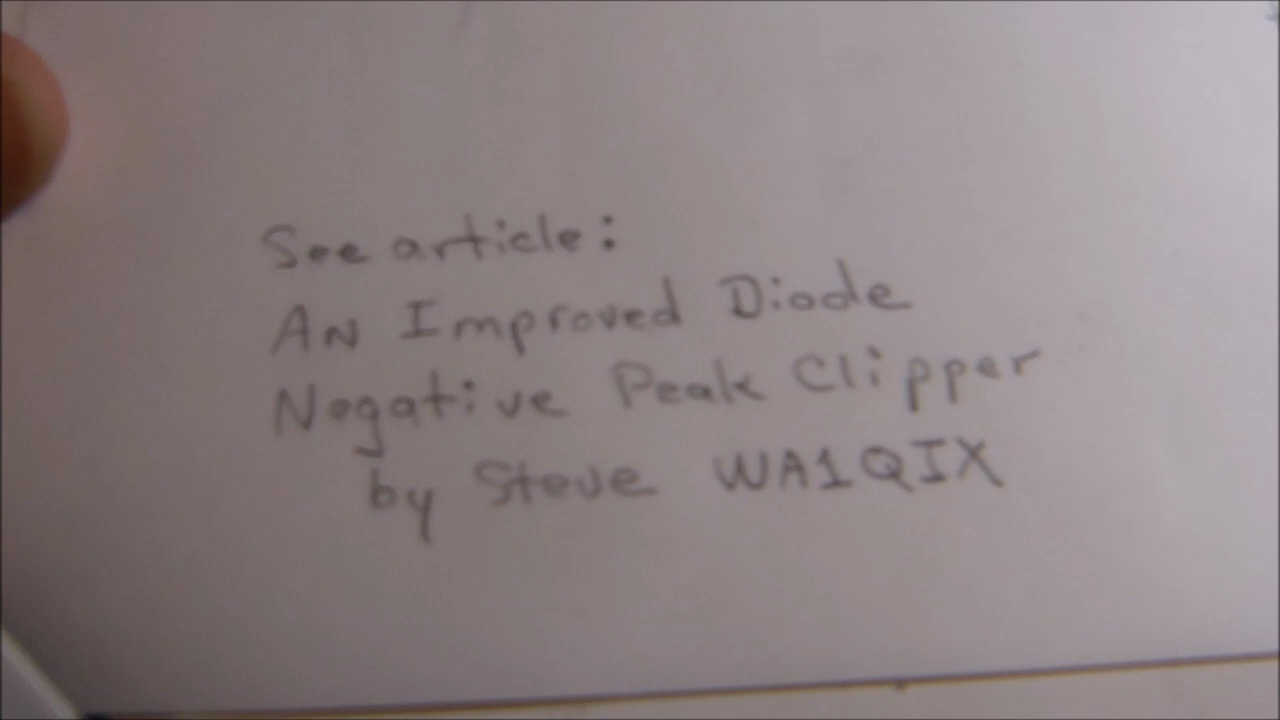 See article:
AN Improved Diode
Negative Peak Clipper
by Steve WA1QIX